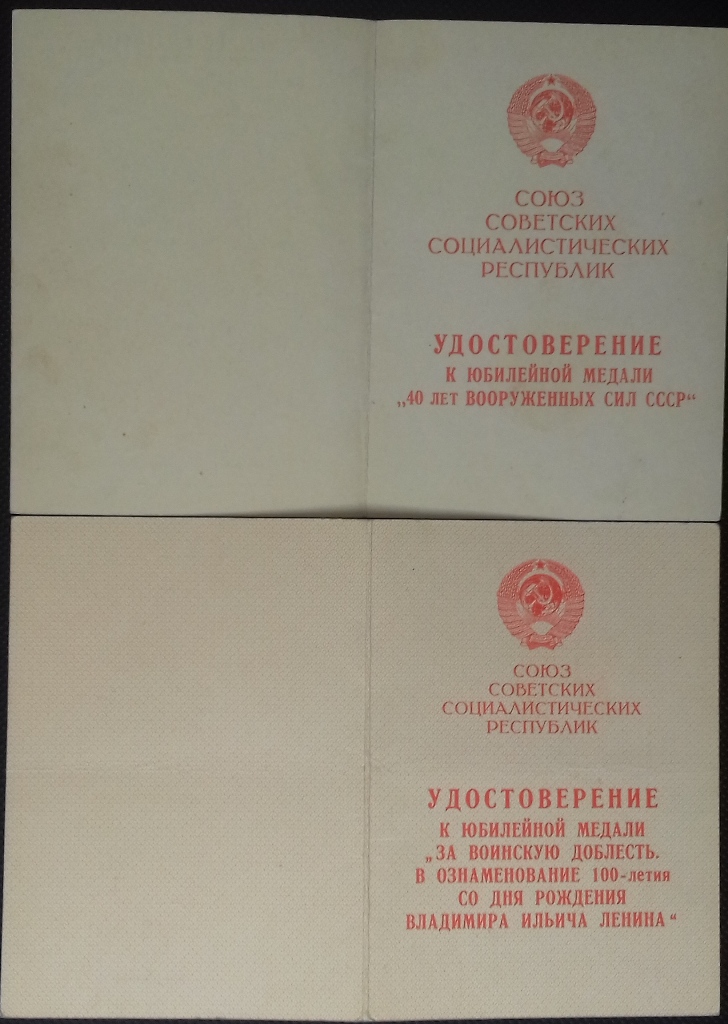 СОЮЗ
СОВЕТСКИХ
СОЦИАЛИСТИЧЕСКИХ
РЕСПУБЛИК
УДОСТОВЕРЕНИЕ
К ЮБИЛЕЙНОЙ МЕДАЛИ
„40 ЛЕТ ВООРУЖЕННЫХ СИЛ СССР“
СОЮЗ
СОВЕТСКИХ
СОЦИАЛИСТИЧЕСКИХ
РЕСПУБЛИК
УДОСТОВЕРЕНИЕ
К ЮБИЛЕЙНОЙ МЕДАЛИ
„ЗА ВОИНСКУЮ ДОБЛЕСТЬ.
В ОЗНАМЕНОВАНИЕ 100-летия
СО ДНЯ РОЖДЕНИЯ
ВЛАДИМИРА ИЛЬИЧА ЛЕНИНА“